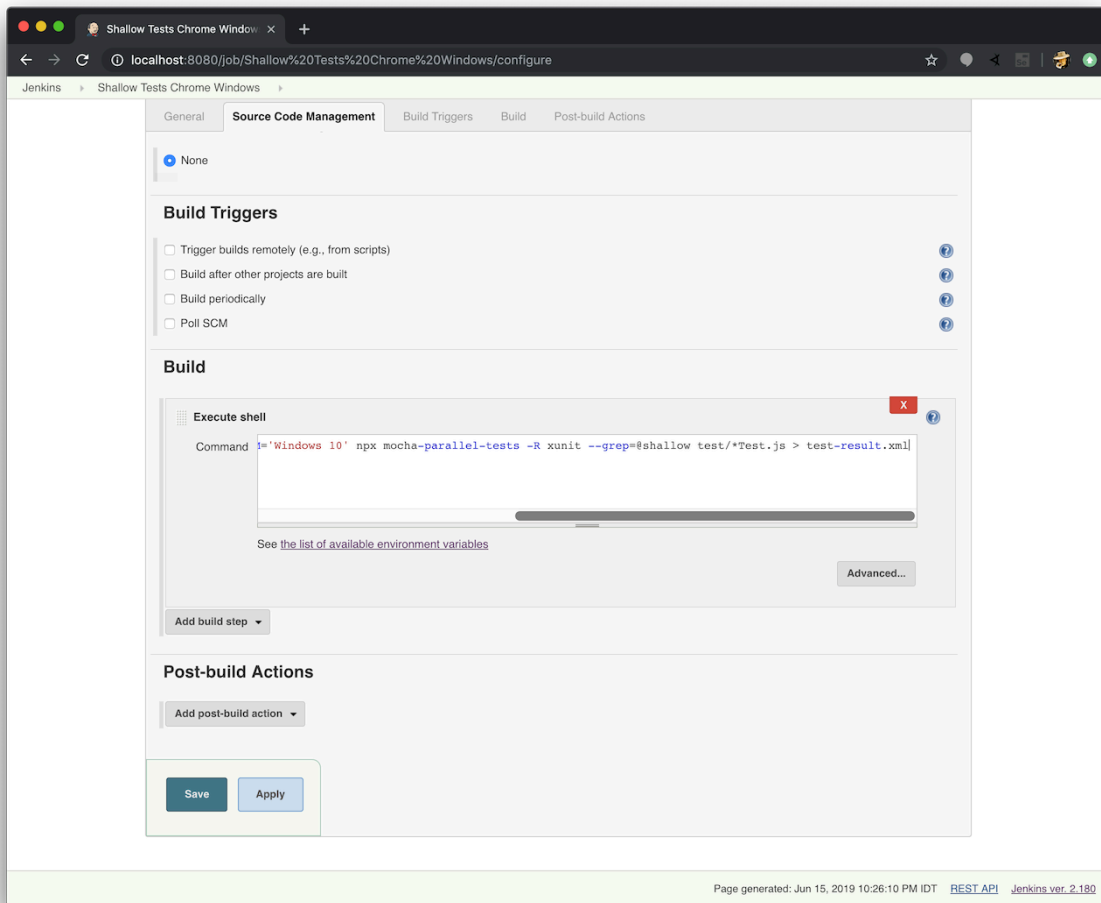 Shallow Tests Chrome Window
localhost:8080/job/Shallow%20Tests%20Chrome%20Windows/configure
Jenkins Shallow Tests Chrome Windows
General Source Code Management Build Triggers Build Post-build Actions
None
Build Triggers
Trigger builds remotely (e.g., from scripts)
Build after other projects are built
Build periodically
Poll SCM
Build
X
Execute shell
Command ='Windows 10' npx mocha-parallel-tests -R xunit --grep=@shallow test/*Test.js > test-result.xml
See the list of available environment variables
Advanced...
Add build step
Post-build Actions
Add post-build action
Save Apply
Page generated: Jun 15, 2019 10:26:10 PM IDT REST API Jenkins ver. 2.180